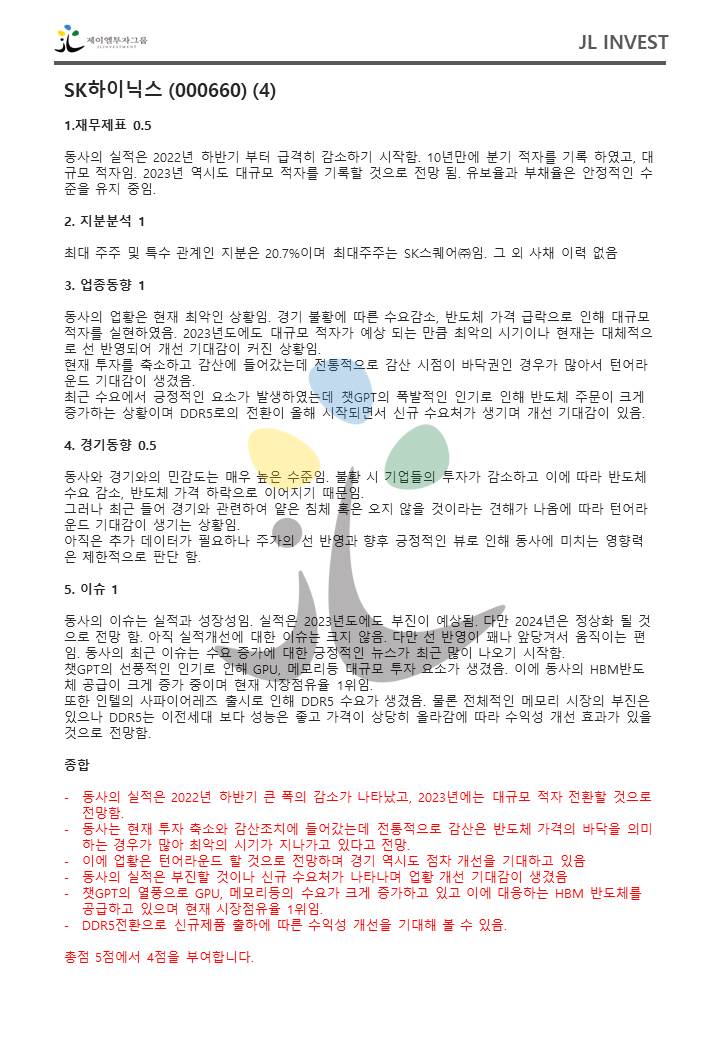 제이엘투자그룹
JL INVESTMENT
JL INVEST
SK하이닉스 (000660) (4)
1.재무제표 0.5
동사의 실적은 2022년 하반기 부터 급격히 감소하기 시작함. 10년만에 분기 적자를 기록 하였고, 대
규모 적자임. 2023년 역시도 대규모 적자를 기록할 것으로 전망 됨. 유보율과 부채율은 안정적인 수
준을 유지 중임.
2. 지분분석 1
최대 주주 및 특수 관계인 지분은 20.7%이며 최대주주는 SK스퀘어㈜임. 그 외 사채 이력 없음
3. 업종동향 1
동사의 업황은 현재 최악인 상황임. 경기 불황에 따른 수요감소, 반도체 가격 급락으로 인해 대규모
적자를 실현하였음. 2023년도에도 대규모 적자가 예상 되는 만큼 최악의 시기이나 현재는 대체적으
로 선 반영되어 개선 기대감이 커진 상황임.
현재 투자를 축소하고 감산에 들어갔는데 전통적으로 감산 시점이 바닥권인 경우가 많아서 턴어라
운드 기대감이 생겼음.
최근 수요에서 긍정적인 요소가 발생하였는데 챗GPT의 폭발적인 인기로 인해 반도체 주문이 크게
증가하는 상황이며 DDR5로의 전환이 올해 시작되면서 신규 수요처가 생기며 개선 기대감이 있음.
4. 경기동향 0.5
동사와 경기와의 민감도는 매우 높은 수준임. 불황 시 기업들의 투자가 감소하고 이에 따라 반도체
수요 감소, 반도체 가격 하락으로 이어지기 때문임.
그러나 최근 들어 경기와 관련하여 얕은 침체 혹은 오지 않을 것이라는 견해가 나옴에 따라 턴어라
운드 기대감이 생기는 상황임.
아직은 추가 데이터가 필요하나 주가의 선 반영과 향후 긍정적인 뷰로 인해 동사에 미치는 영향력
은 제한적으로 판단 함.
5. 이슈 1
동사의 이슈는 실적과 성장성임. 실적은 2023년도에도 부진이 예상됨. 다만 2024년은 정상화 될 것
으로 전망 함. 아직 실적개선에 대한 이슈는 크지 않음. 다만 선 반영이 꽤나 앞당겨서 움직이는 편
임. 동사의 최근 이슈는 수요 증가에 대한 긍정적인 뉴스가 최근 많이 나오기 시작함.
챗GPT의 선풍적인 인기로 인해 GPU, 메모리등 대규모 투자 요소가 생겼음. 이에 동사의 HBM반도
체 공급이 크게 증가 중이며 현재 시장점유율 1위임.
또한 인텔의 사파이어레즈 출시로 인해 DDR5 수요가 생겼음. 물론 전체적인 메모리 시장의 부진은
있으나 DDR5는 이전세대 보다 성능은 좋고 가격이 상당히 올라감에 따라 수익성 개선 효과가 있을
것으로 전망함.
종합
- 동사의 실적은 2022년 하반기 큰 폭의 감소가 나타났고, 2023년에는 대규모 적자 전환할 것으로
전망함.
- 동사는 현재 투자 축소와 감산조치에 들어갔는데 전통적으로 감산은 반도체 가격의 바닥을 의미
하는 경우가 많아 최악의 시기가 지나가고 있다고 전망.
- 이에 업황은 턴어라운드 할 것으로 전망하며 경기 역시도 점차 개선을 기대하고 있음
- 동사의 실적은 부진할 것이나 신규 수요처가 나타나며 업황 개선 기대감이 생겼음
- 챗GPT의 열풍으로 GPU, 메모리등의 수요가 크게 증가하고 있고 이에 대응하는 HBM 반도체를
공급하고 있으며 현재 시장점유율 1위임.
- DDR5전환으로 신규제품 출하에 따른 수익성 개선을 기대해 볼 수 있음.
총점 5점에서 4점을 부여합니다.